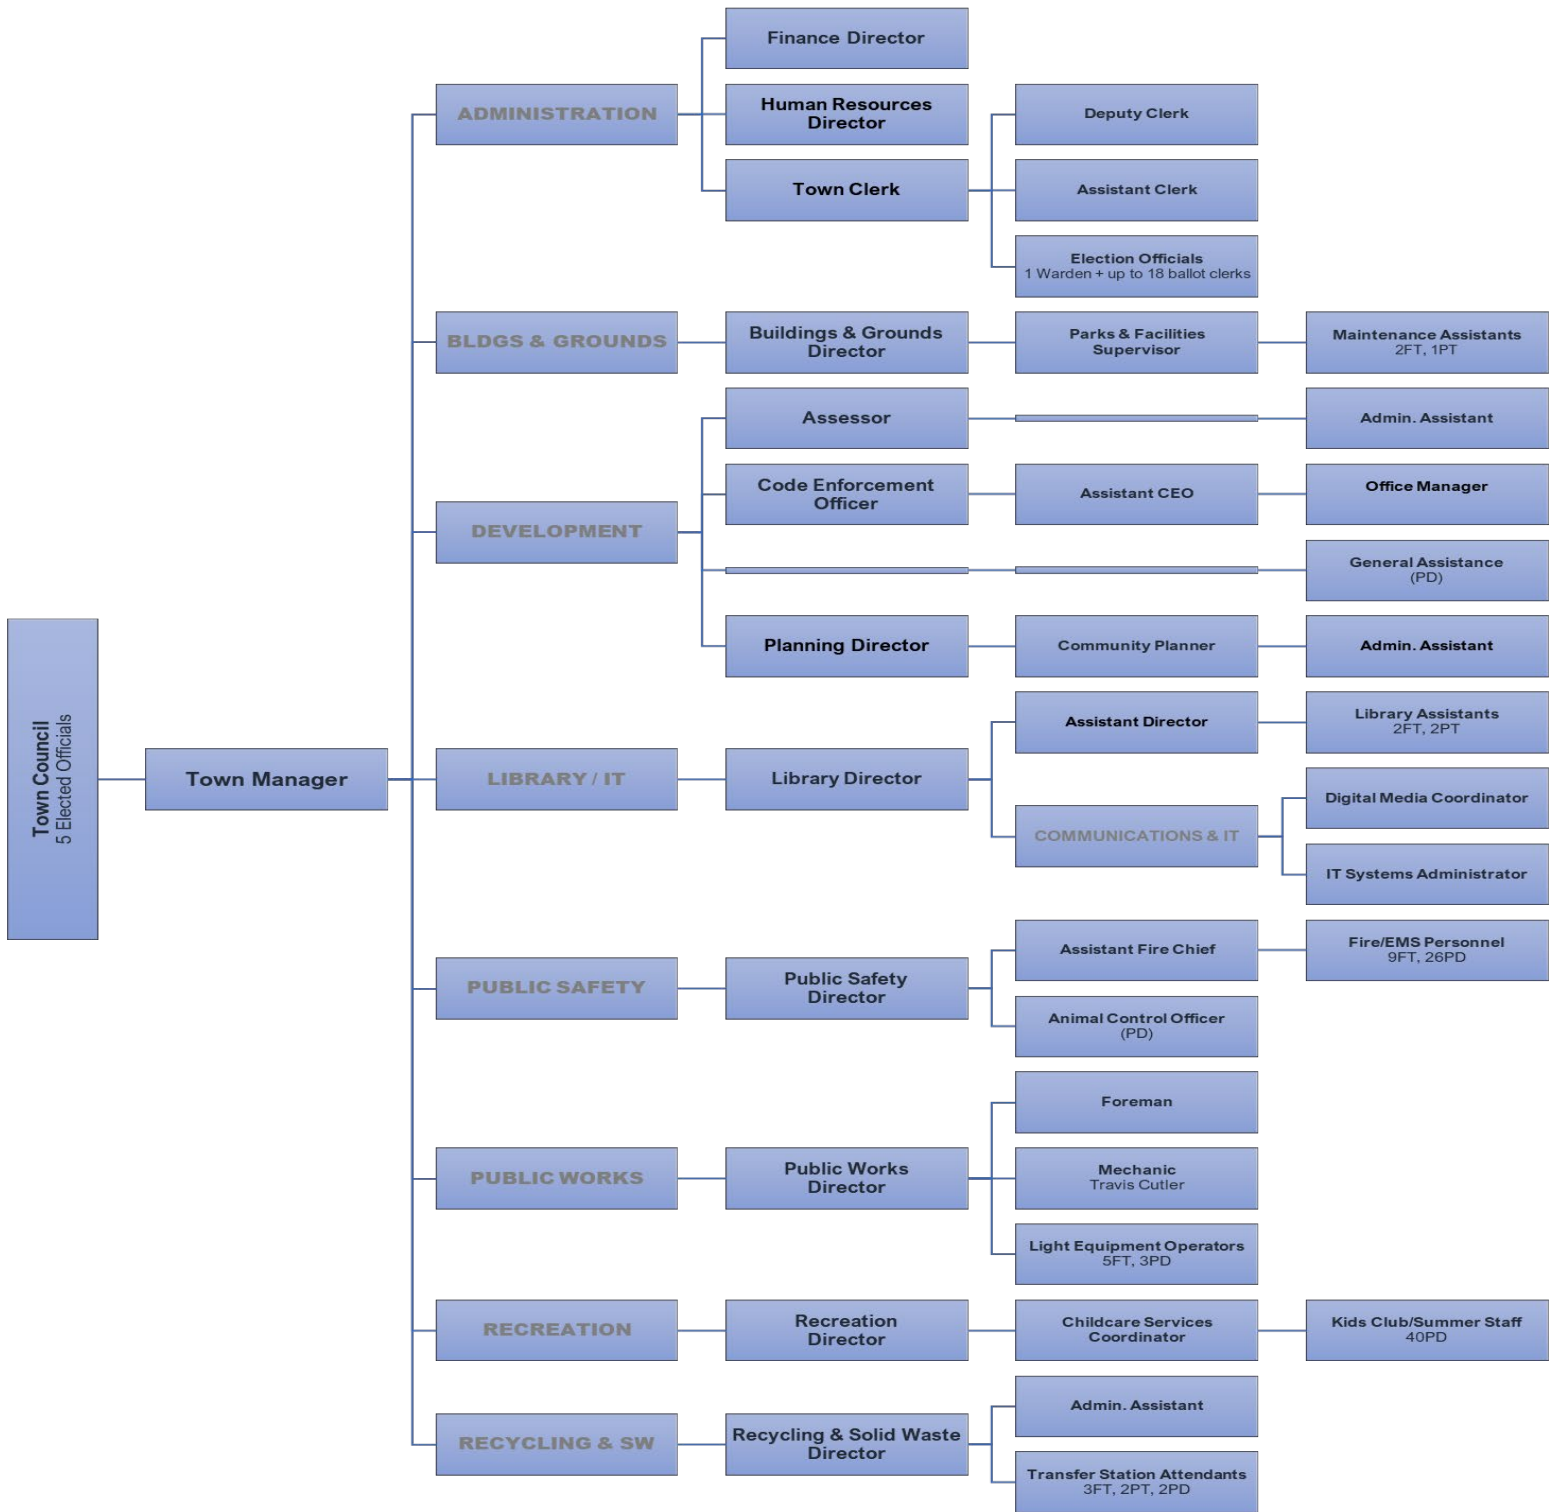 Town Council
5 Elected Officials
Town Manager
ADMINISTRATION
Finance Director
Human Resources
Director
Town Clerk
Deputy Clerk
Assistant Clerk
Election Officials
1 Warden + up to 18 ballot clerks
BLDGS & GROUNDS
Buildings & Grounds
Director
Parks & Facilities
Supervisor
Maintenance Assistants
2FT, 1PT
DEVELOPMENT
Assessor
Admin. Assistant
Code Enforcement
Officer
Assistant CEO
Office Manager
General Assistance
(PD)
Planning Director
Community Planner
Admin. Assistant
LIBRARY / IT
Library Director
Assistant Director
Library Assistants
2FT, 2PT
COMMUNICATIONS & IT
Digital Media Coordinator
IT Systems Administrator
PUBLIC SAFETY
Public Safety
Director
Assistant Fire Chief
Fire/EMS Personnel
9FT, 26PD
Animal Control Officer
(PD)
PUBLIC WORKS
Public Works
Director
Foreman
Mechanic
Travis Cutler
Light Equipment Operators
5FT, 3PD
RECREATION
Recreation
Director
Childcare Services
Coordinator
Kids Club/Summer Staff
40PD
RECYCLING & SW
Recycling & Solid Waste
Director
Admin. Assistant
Transfer Station Attendants
3FT, 2PT, 2PD